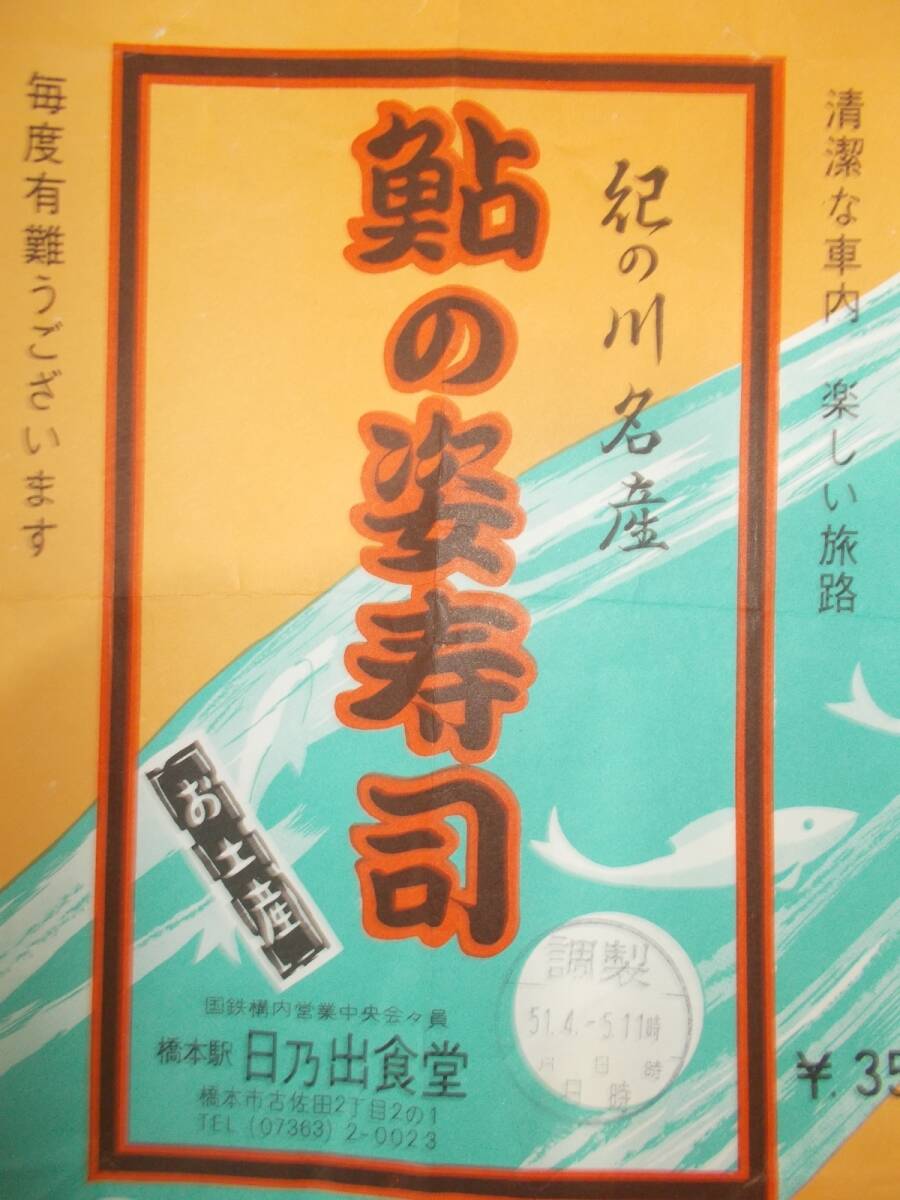 清潔な車内 楽しい旅路
紀の川名産
鮎の姿寿司
毎度有難うございます
お土産
国鉄構内営業中央会々員
橋本駅 日乃出食堂
橋本市古佐田2丁目2の1
TEL (07363) 2-0023
調製
51.4.-5.11時
月 日 時
日 時
¥.35